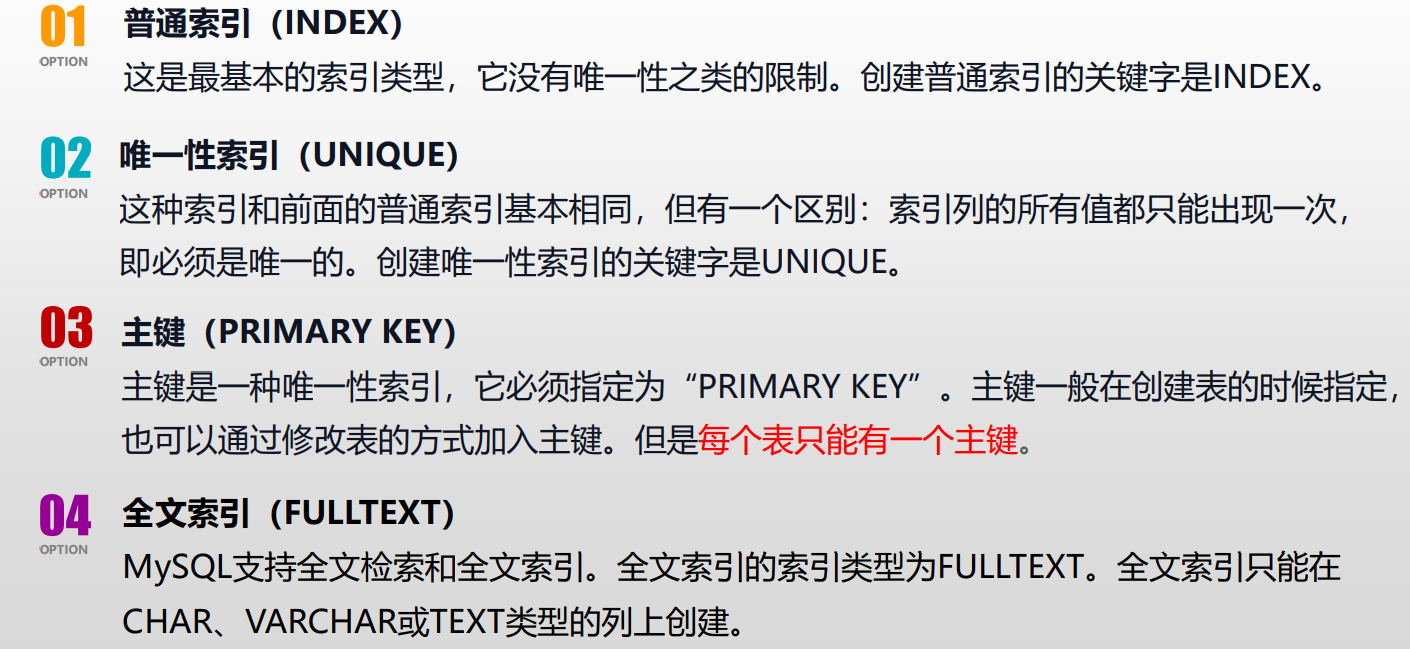 01 普通索引（INDEX）
OPTION
这是最基本的索引类型，它没有唯一性之类的限制。创建普通索引的关键字是INDEX。
02 唯一性索引（UNIQUE）
OPTION
这种索引和前面的普通索引基本相同，但有一个区别：索引列的所有值都只能出现一次，
即必须是唯一的。创建唯一性索引的关键字是UNIQUE。
03 主键（PRIMARY KEY）
OPTION
主键是一种唯一性索引，它必须指定为“PRIMARY KEY”。主键一般在创建表的时候指定，
也可以通过修改表的方式加入主键。但是每个表只能有一个主键。
04 全文索引（FULLTEXT）
OPTION
MySQL支持全文检索和全文索引。全文索引的索引类型为FULLTEXT。全文索引只能在
CHAR、VARCHAR或TEXT类型的列上创建。